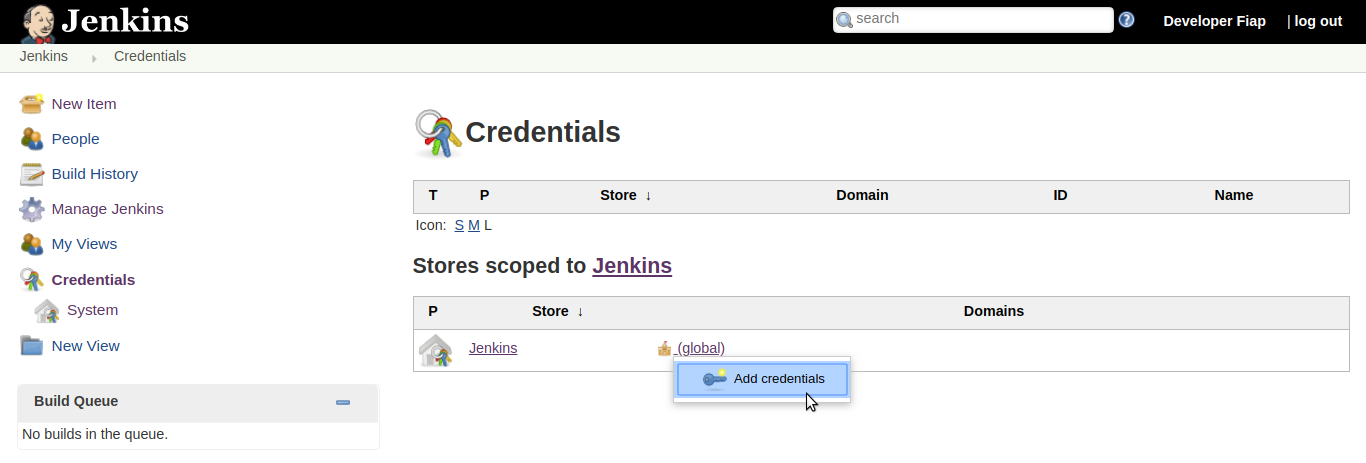 Jenkins
search
?
Developer Fiap | log out
Jenkins Credentials
New Item
People
Build History
Manage Jenkins
My Views
Credentials
System
New View
Build Queue
No builds in the queue.
Credentials
T P Store ↓ Domain ID Name
Icon: S M L
Stores scoped to Jenkins
P Store ↓ Domains
Jenkins (global)
Add credentials